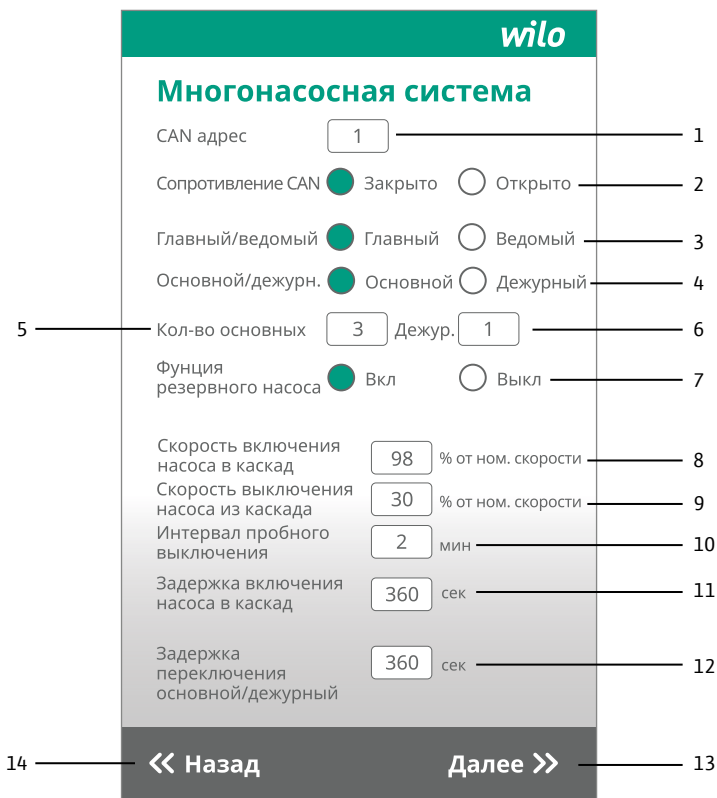 wilo
Многонасосная система
CAN адрес 1 1
Сопротивление CAN Закрыто Открыто 2
Главный/ведомый Главный Ведомый 3
Основной/дежурн. Основной Дежурный 4
5 Кол-во основных 3 Дежур. 1 6
Фунция
резервного насоса Вкл Выкл 7
Скорость включения
насоса в каскад 98 % от ном. скорости 8
Скорость выключения
насоса из каскада 30 % от ном. скорости 9
Интервал пробного
выключения 2 мин 10
Задержка включения
насоса в каскад 360 сек 11
Задержка
переключения
основной/дежурный 360 сек 12
14 Назад Далее 13